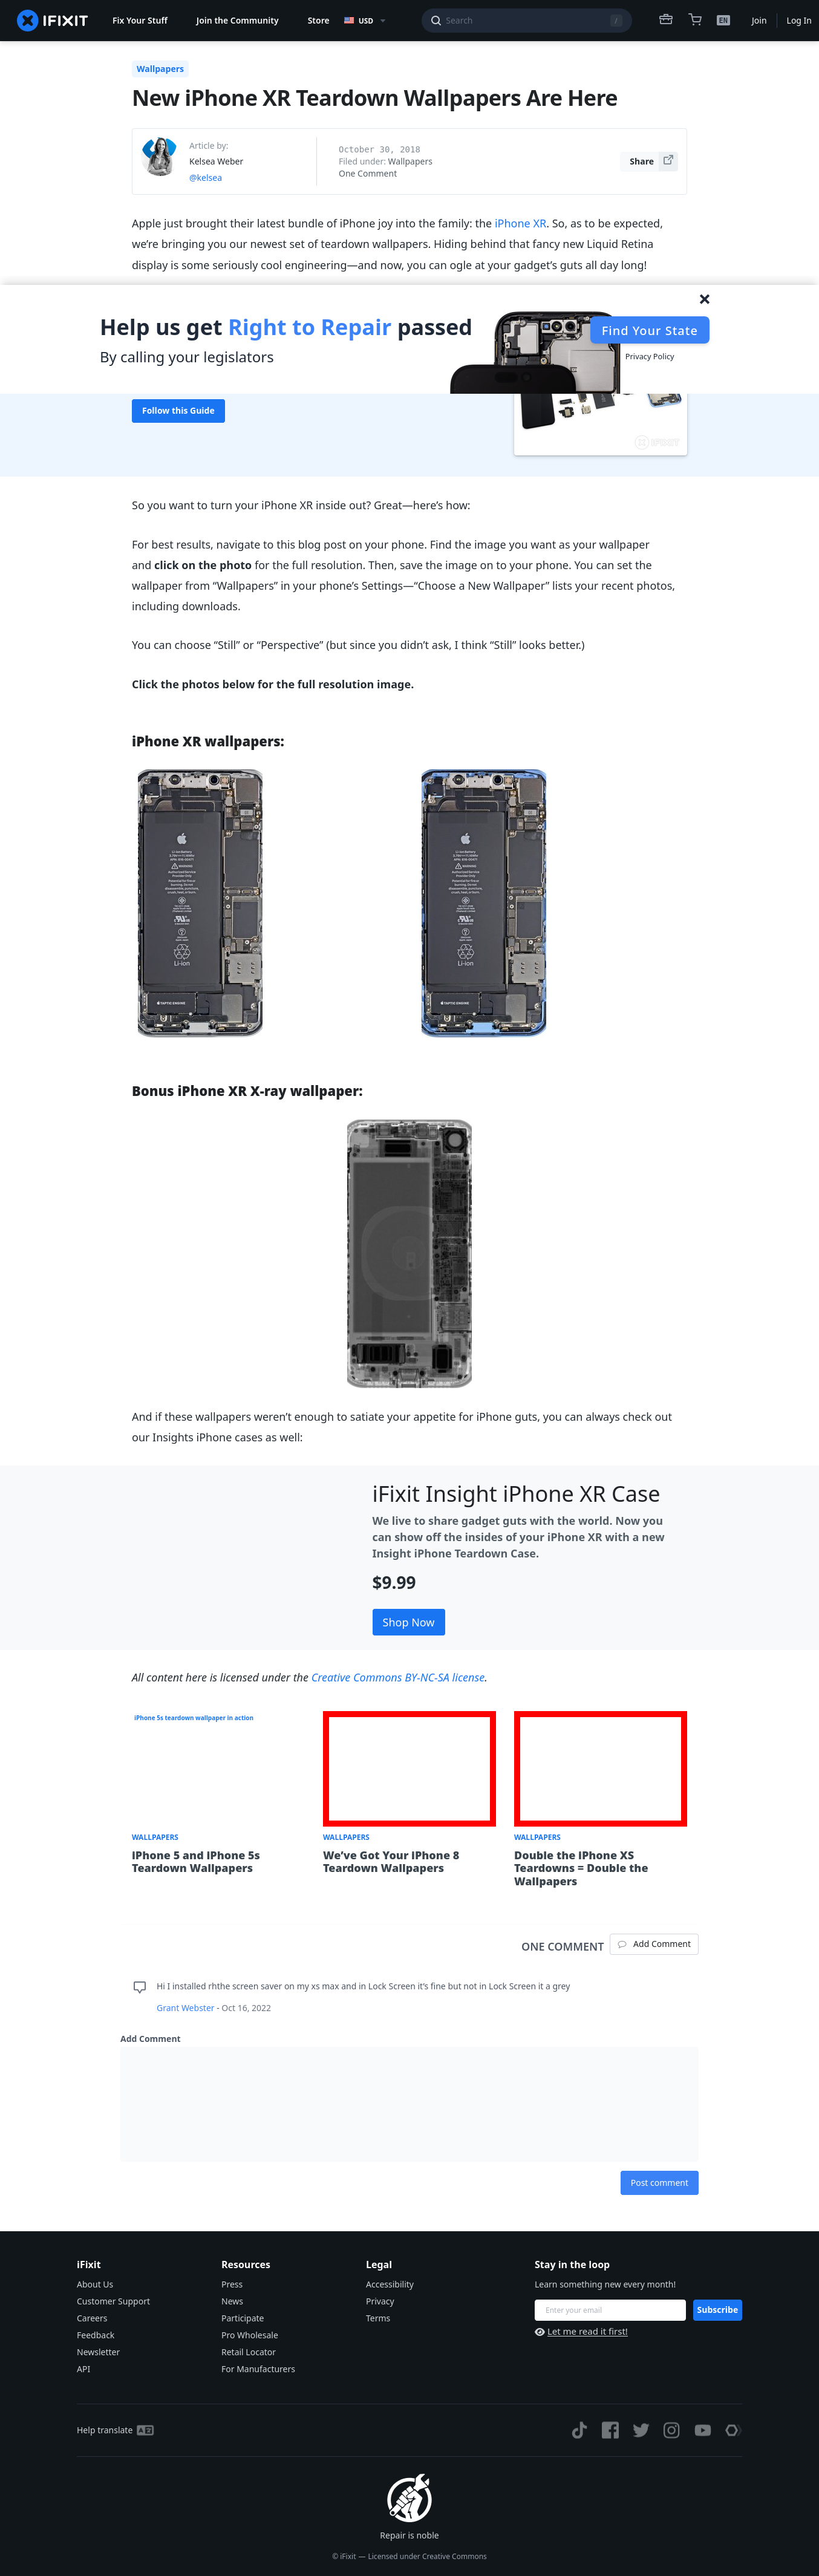 IFIXIT
Fix Your Stuff
Join the Community
Store
USD
Search
/
EN
Join
Log In
Wallpapers
New iPhone XR Teardown Wallpapers Are Here
Article by:
Kelsea Weber
@kelsea
October 30, 2018
Filed under: Wallpapers
One Comment
Share
Apple just brought their latest bundle of iPhone joy into the family: the iPhone XR. So, as to be expected,
we’re bringing you our newest set of teardown wallpapers. Hiding behind that fancy new Liquid Retina
display is some seriously cool engineering—and now, you can ogle at your gadget’s guts all day long!
Help us get Right to Repair passed
By calling your legislators
Find Your State
Privacy Policy
Follow this Guide
IFIXIT
So you want to turn your iPhone XR inside out? Great—here’s how:
For best results, navigate to this blog post on your phone. Find the image you want as your wallpaper
and click on the photo for the full resolution. Then, save the image on to your phone. You can set the
wallpaper from “Wallpapers” in your phone’s Settings—“Choose a New Wallpaper” lists your recent photos,
including downloads.
You can choose “Still” or “Perspective” (but since you didn’t ask, I think “Still” looks better.)
Click the photos below for the full resolution image.
iPhone XR wallpapers:
Li-ion
TAPTIC ENGINE
Li-ion
TAPTIC ENGINE
Bonus iPhone XR X-ray wallpaper:
And if these wallpapers weren’t enough to satiate your appetite for iPhone guts, you can always check out
our Insights iPhone cases as well:
iFixit Insight iPhone XR Case
We live to share gadget guts with the world. Now you
can show off the insides of your iPhone XR with a new
Insight iPhone Teardown Case.
$9.99
Shop Now
All content here is licensed under the Creative Commons BY-NC-SA license.
iPhone 5s teardown wallpaper in action
WALLPAPERS
iPhone 5 and iPhone 5s
Teardown Wallpapers
WALLPAPERS
We’ve Got Your iPhone 8
Teardown Wallpapers
WALLPAPERS
Double the iPhone XS
Teardowns = Double the
Wallpapers
ONE COMMENT
Add Comment
Hi I installed rhthe screen saver on my xs max and in Lock Screen it’s fine but not in Lock Screen it a grey
Grant Webster - Oct 16, 2022
Add Comment
Post comment
iFixit
About Us
Customer Support
Careers
Feedback
Newsletter
API
Resources
Press
News
Participate
Pro Wholesale
Retail Locator
For Manufacturers
Legal
Accessibility
Privacy
Terms
Stay in the loop
Learn something new every month!
Enter your email
Subscribe
Let me read it first!
Help translate
Repair is noble
© iFixit — Licensed under Creative Commons